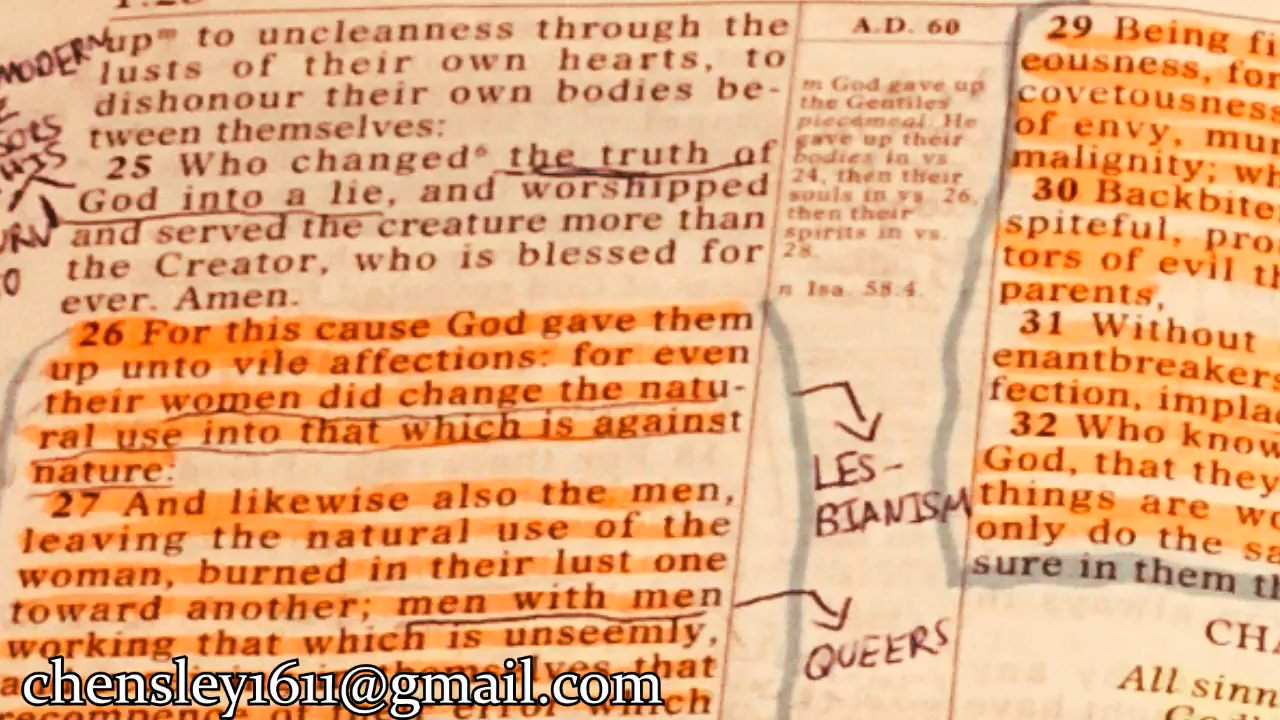 up m to uncleanness through the
lusts of their own hearts, to
dishonour their own bodies be-
tween themselves:
25 Who changed the truth of
God into a lie, and worshipped
and served the creature more than
the Creator, who is blessed for
ever. Amen.
26 For this cause God gave them
up unto vile affections: for even
their women did change the natu-
ral use into that which is against
nature:
27 And likewise also the men,
leaving the natural use of the
woman, burned in their lust one
toward another; men with men
working that which is unseemly,
themselves that
recompence of their error which
MODERN
THIS
A.D. 60
m God gave up
the Gentiles
piecemeal. He
gave up their
bodies in vs
24, then their
souls in vs 26,
then their
spirits in vs.
28.
n Isa. 58:4.
LES-
BIANISM
QUEERS
29 Being fi
eousness, for
covetousness
of envy, mur
malignity; wh
30 Backbite
spiteful, pro
tors of evil th
parents,
31 Without
enantbreakers
fection, impla
32 Who know
God, that they
things are wo
only do the sa
sure in them th
CHA
All sinn
chensley1611@gmail.com